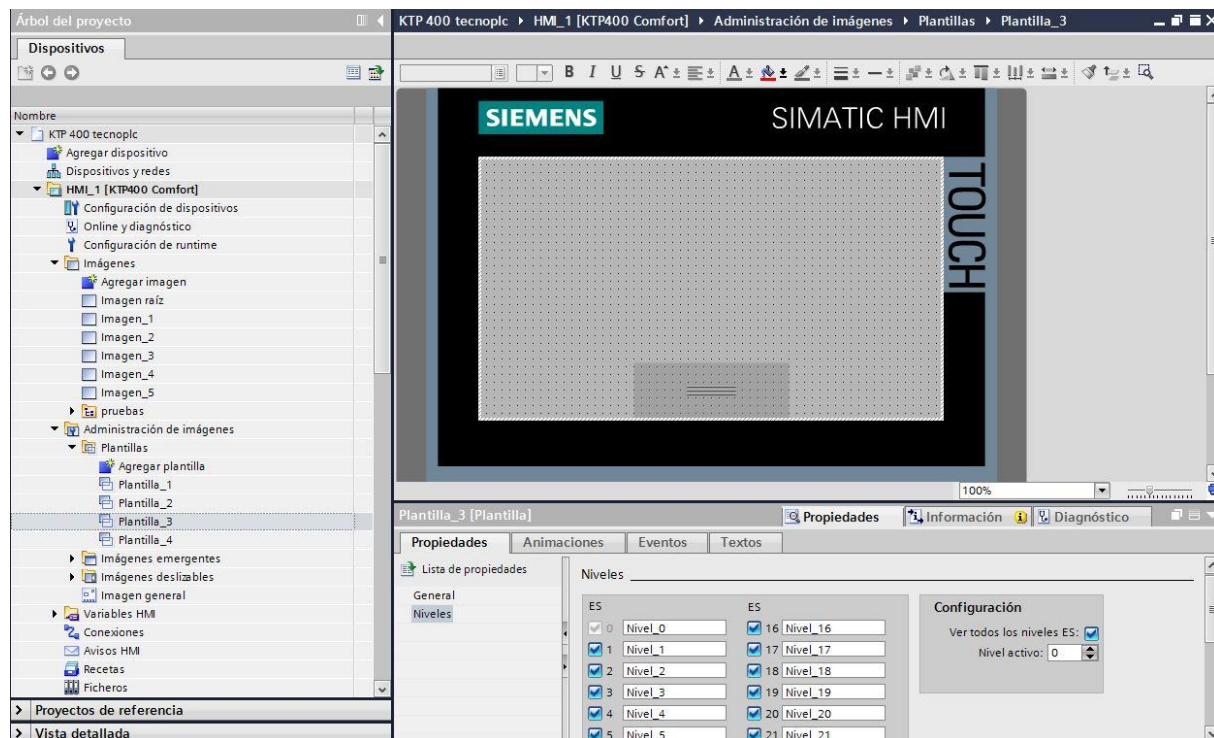 Árbol del proyecto
Dispositivos
Nombre
KTP 400 tecnoplc
Agregar dispositivo
Dispositivos y redes
HMI_1 [KTP400 Comfort]
Configuración de dispositivos
Online y diagnóstico
Configuración de runtime
Imágenes
Agregar imagen
Imagen raíz
Imagen_1
Imagen_2
Imagen_3
Imagen_4
Imagen_5
pruebas
Administración de imágenes
Plantillas
Agregar plantilla
Plantilla_1
Plantilla_2
Plantilla_3
Plantilla_4
Imágenes emergentes
Imágenes deslizables
Imagen general
Variables HMI
Conexiones
Avisos HMI
Recetas
Ficheros
Proyectos de referencia
Vista detallada
KTP 400 tecnoplc HMI_1 [KTP400 Comfort] Administración de imágenes Plantillas Plantilla_3
B I U S A A
SIEMENS SIMATIC HMI
TOUCH
100%
Plantilla_3 [Plantilla] Propiedades Información Diagnóstico
Propiedades Animaciones Eventos Textos
Lista de propiedades
General
Niveles
Niveles
ES ES
0 Nivel_0 16 Nivel_16
1 Nivel_1 17 Nivel_17
2 Nivel_2 18 Nivel_18
3 Nivel_3 19 Nivel_19
4 Nivel_4 20 Nivel_20
5 Nivel_5 21 Nivel_21
Configuración
Ver todos los niveles ES:
Nivel activo: 0